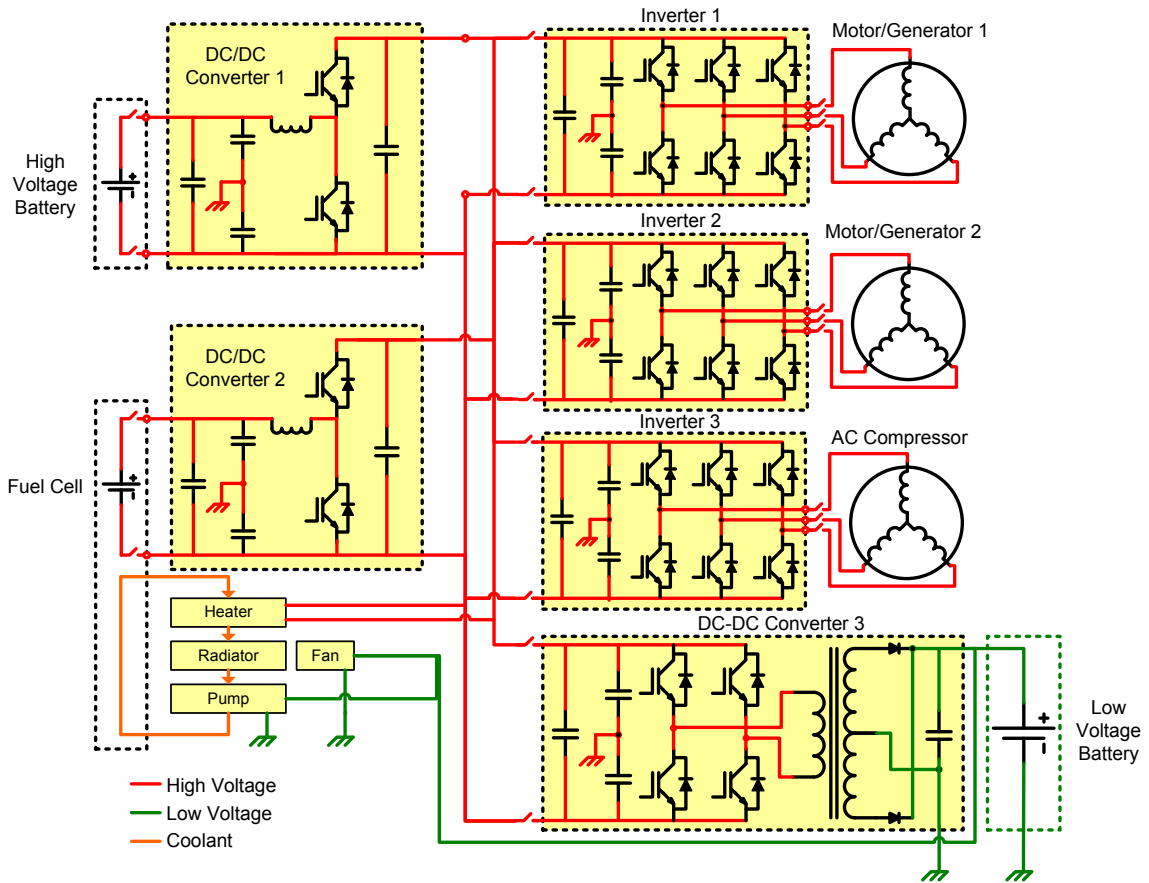 Inverter 1
Motor/Generator 1
DC/DC
Converter 1
High
Voltage
Battery
+
-
Inverter 2
Motor/Generator 2
DC/DC
Converter 2
Fuel Cell
+
-
Inverter 3
AC Compressor
Heater
Radiator
Fan
Pump
DC-DC Converter 3
Low
Voltage
Battery
+
-
High Voltage
Low Voltage
Coolant